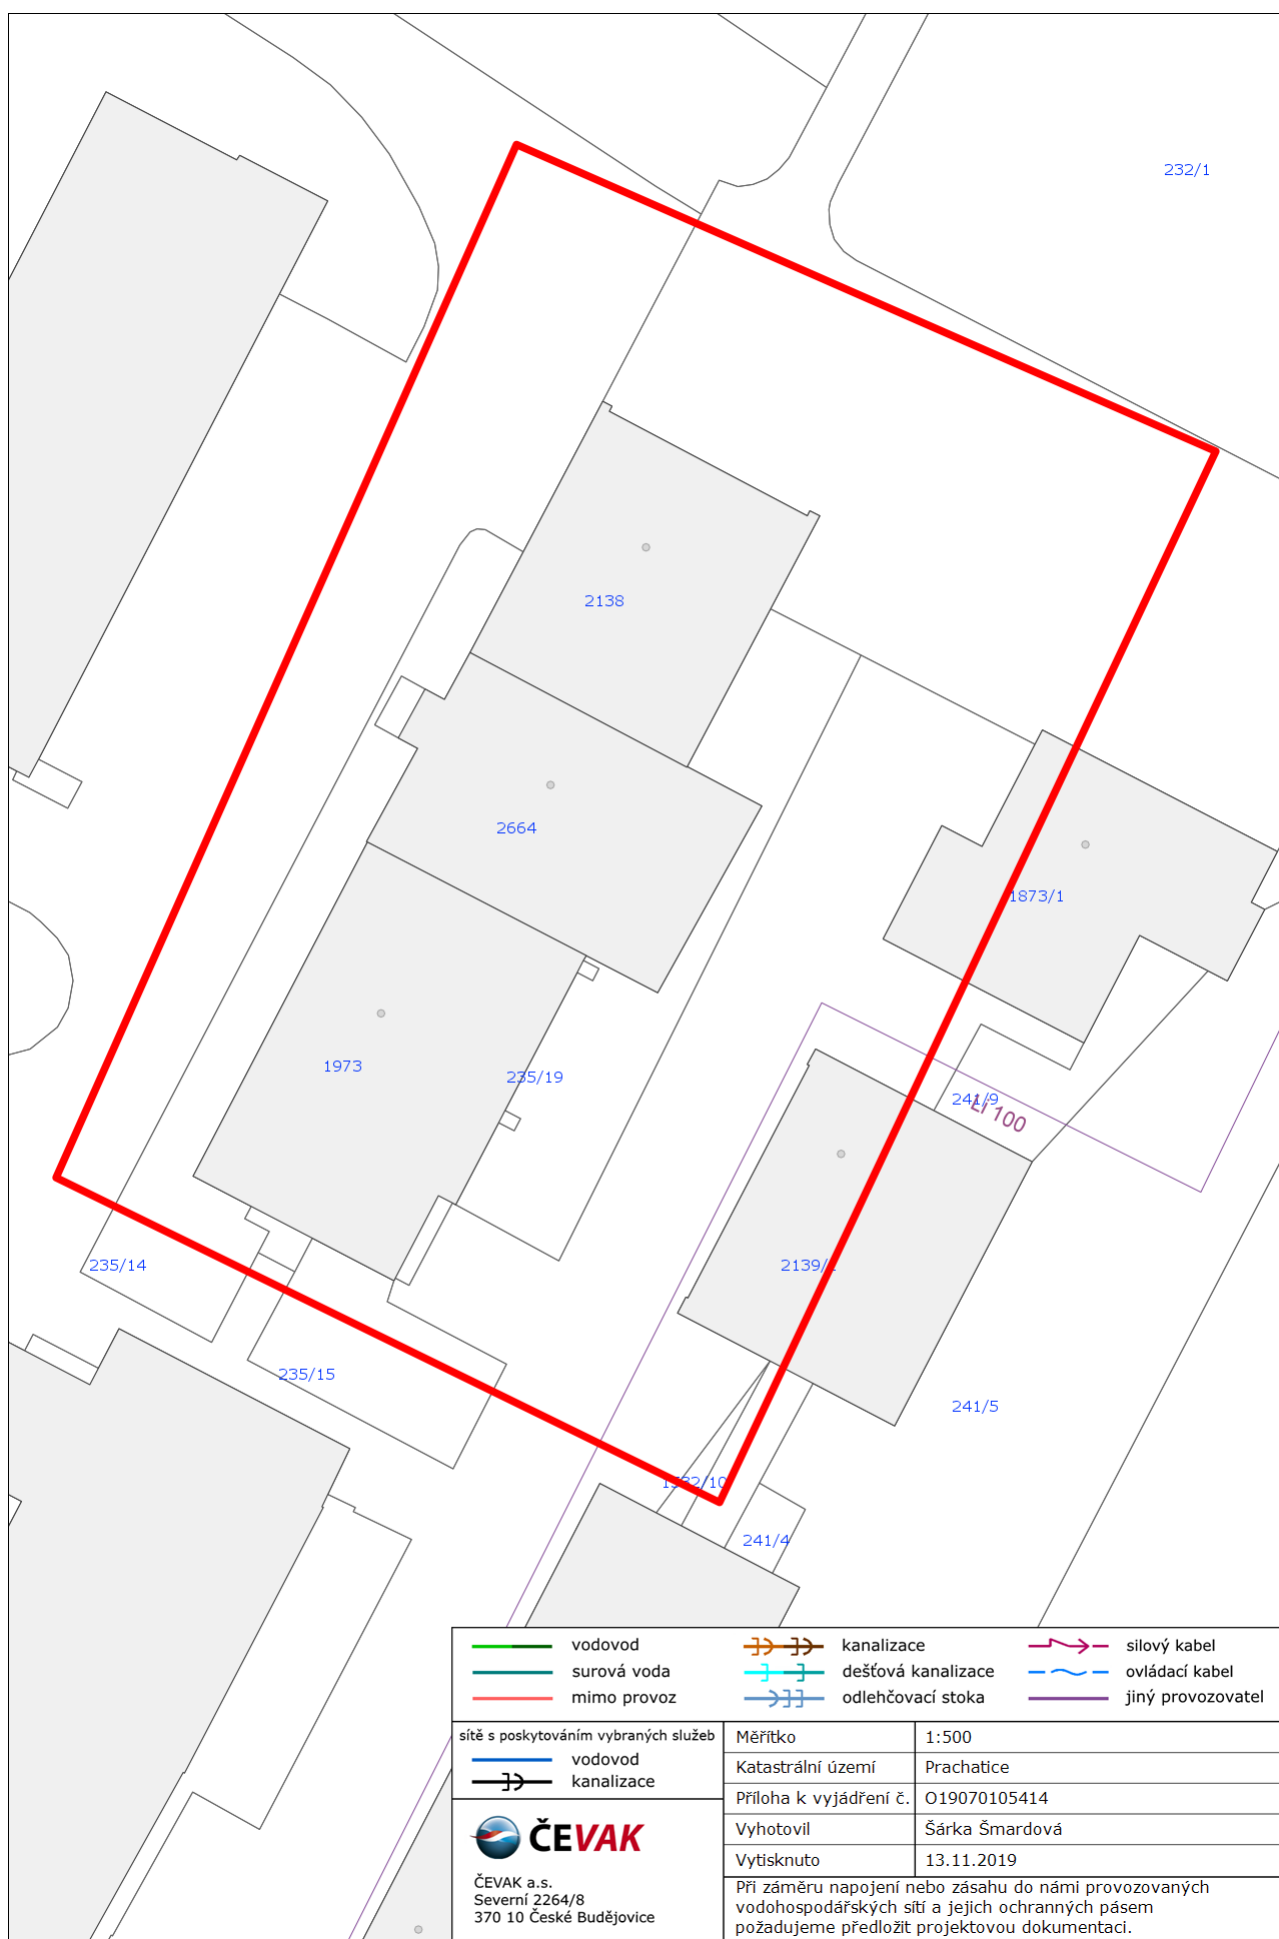 232/1
2138
2664
1873/1
1973
235/19
241/9
LI 100
235/14
2139/
235/15
241/5
1532/10
241/4
vodovod
surová voda
mimo provoz
kanalizace
dešťová kanalizace
odlehčovací stoka
silový kabel
ovládací kabel
jiný provozovatel
sítě s poskytováním vybraných služeb
vodovod
kanalizace
Měřítko 1:500
Katastrální území Prachatice
Příloha k vyjádření č. O19070105414
Vyhotovil Šárka Šmardová
Vytisknuto 13.11.2019
ČEVAK
ČEVAK a.s.
Severní 2264/8
370 10 České Budějovice
Při záměru napojení nebo zásahu do námi provozovaných
vodohospodářských sítí a jejich ochranných pásem
požadujeme předložit projektovou dokumentaci.